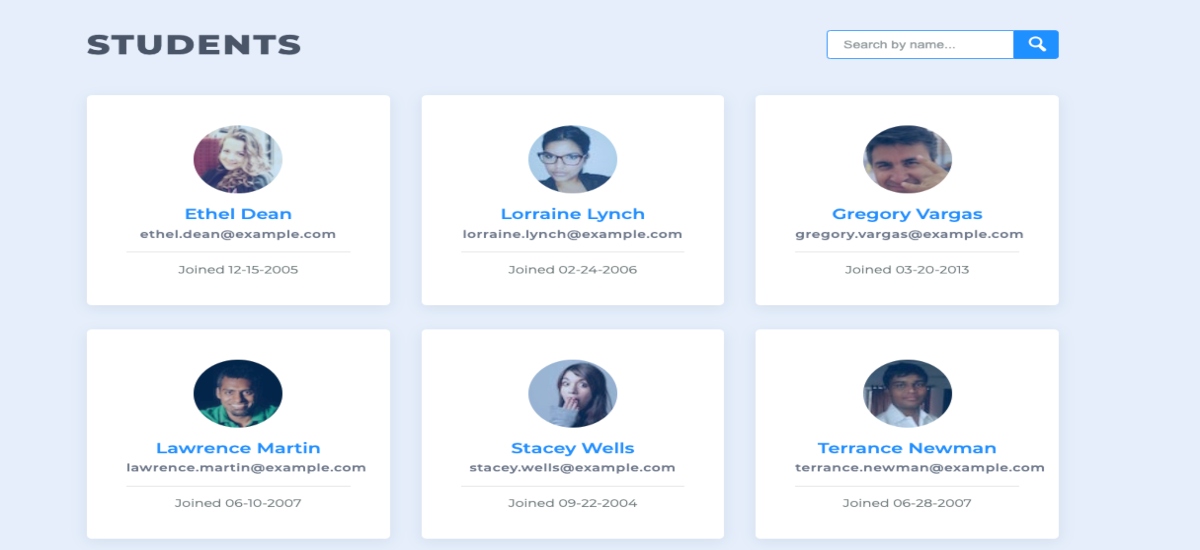 STUDENTS
Search by name...
Ethel Dean
ethel.dean@example.com
Joined 12-15-2005
Lorraine Lynch
lorraine.lynch@example.com
Joined 02-24-2006
Gregory Vargas
gregory.vargas@example.com
Joined 03-20-2013
Lawrence Martin
lawrence.martin@example.com
Joined 06-10-2007
Stacey Wells
stacey.wells@example.com
Joined 09-22-2004
Terrance Newman
terrance.newman@example.com
Joined 06-28-2007